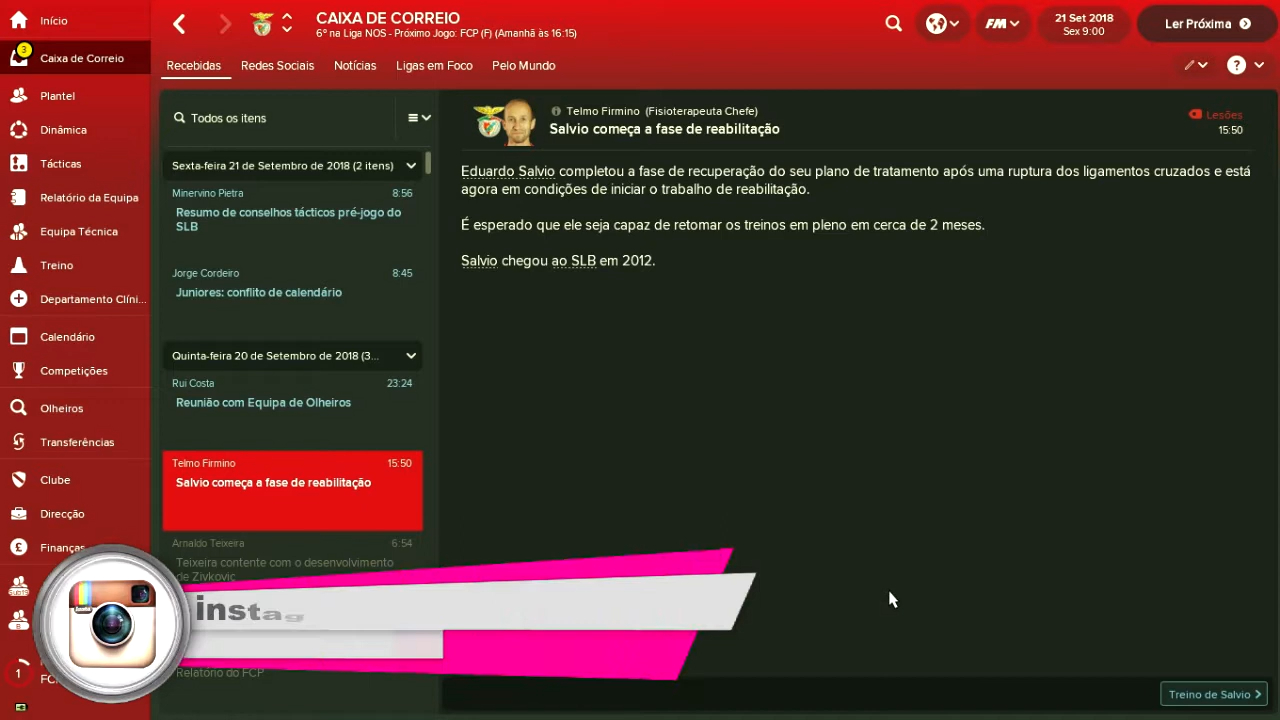 Início
CAIXA DE CORREIO
6º na Liga NOS - Próximo Jogo: FCP (F) (Amanhã às 16:15)
FM
21 Set 2018
Sex 9:00
Ler Próxima
3
Caixa de Correio
Recebidas
Redes Sociais
Notícias
Ligas em Foco
Pelo Mundo
?
Plantel
Dinâmica
Tácticas
Relatório da Equipa
Equipa Técnica
Treino
Departamento Clíni...
Calendário
Competições
Olheiros
Transferências
Clube
Direcção
Finanças
Sub19
B
1
FC
Todos os itens
Sexta-feira 21 de Setembro de 2018 (2 itens)
Minervino Pietra 8:56
Resumo de conselhos tácticos pré-jogo do
SLB
Jorge Cordeiro 8:45
Juniores: conflito de calendário
Quinta-feira 20 de Setembro de 2018 (3...
Rui Costa 23:24
Reunião com Equipa de Olheiros
Telmo Firmino 15:50
Salvio começa a fase de reabilitação
Arnaldo Teixeira 6:54
Teixeira contente com o desenvolvimento
de Zivkovic
Relatório do FCP
Telmo Firmino (Fisioterapeuta Chefe)
Salvio começa a fase de reabilitação
Lesões
15:50
Eduardo Salvio completou a fase de recuperação do seu plano de tratamento após uma ruptura dos ligamentos cruzados e está
agora em condições de iniciar o trabalho de reabilitação.
É esperado que ele seja capaz de retomar os treinos em pleno em cerca de 2 meses.
Salvio chegou ao SLB em 2012.
Treino de Salvio
instag